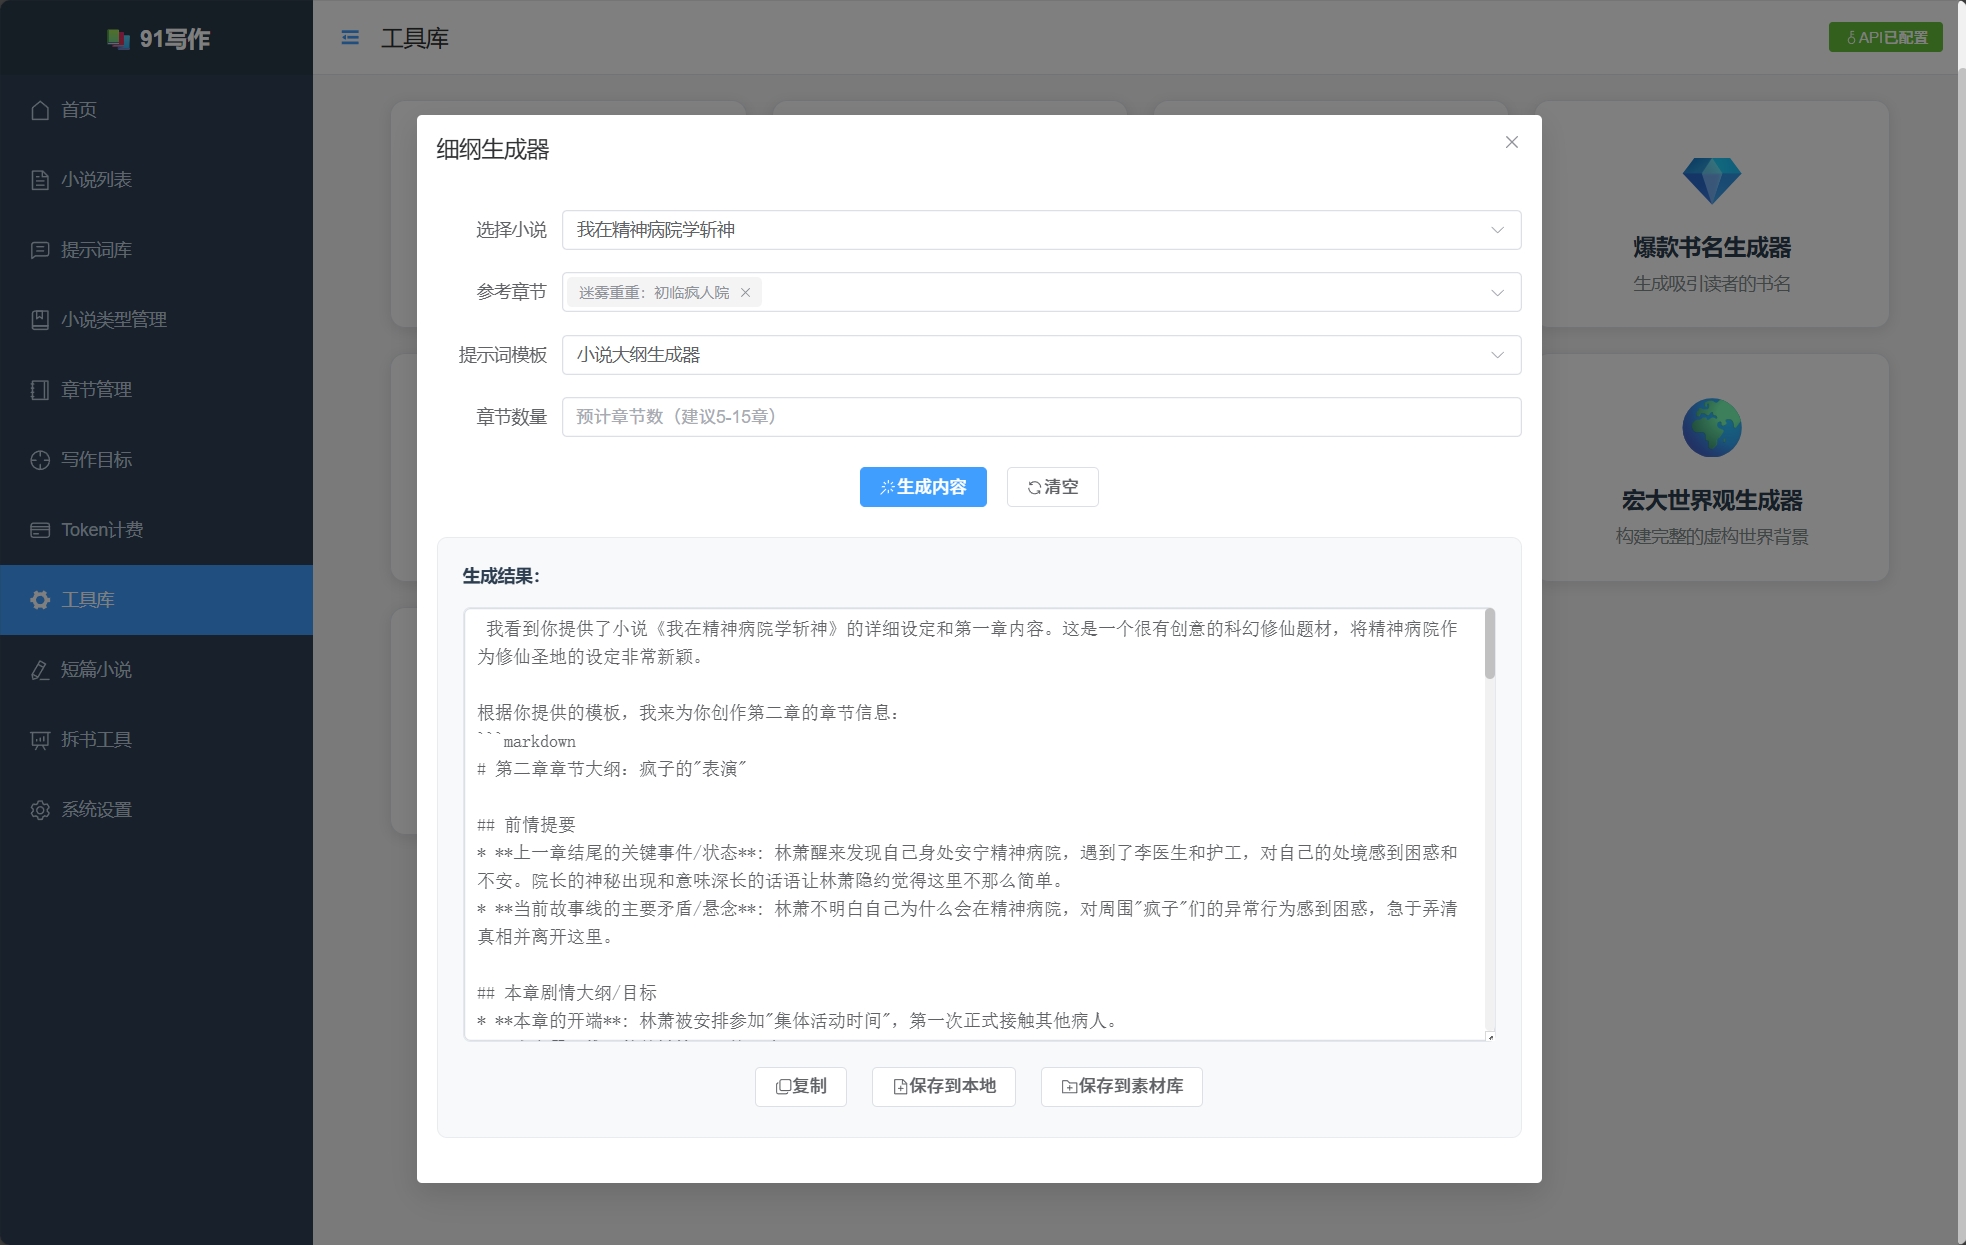 91写作
首页
小说列表
提示词库
小说类型管理
章节管理
写作目标
Token计费
工具库
短篇小说
拆书工具
系统设置
工具库
API已配置
爆款书名生成器
生成吸引读者的书名
宏大世界观生成器
构建完整的虚构世界背景
细纲生成器
选择小说
我在精神病院学斩神
参考章节
迷雾重重：初临疯人院
提示词模板
小说大纲生成器
章节数量
预计章节数（建议5-15章）
生成内容
清空
生成结果：
我看到你提供了小说《我在精神病院学斩神》的详细设定和第一章内容。这是一个很有创意的科幻修仙题材，将精神病院作
为修仙圣地的设定非常新颖。
根据你提供的模板，我来为你创作第二章的章节信息：
```markdown
# 第二章章节大纲：疯子的"表演"
## 前情提要
* **上一章结尾的关键事件/状态**: 林萧醒来发现自己身处安宁精神病院，遇到了李医生和护工，对自己的处境感到困惑和
不安。院长的神秘出现和意味深长的话语让林萧隐约觉得这里不那么简单。
* **当前故事线的主要矛盾/悬念**: 林萧不明白自己为什么会在精神病院，对周围"疯子"们的异常行为感到困惑，急于弄清
真相并离开这里。
## 本章剧情大纲/目标
* **本章的开端**: 林萧被安排参加"集体活动时间"，第一次正式接触其他病人。
复制
保存到本地
保存到素材库